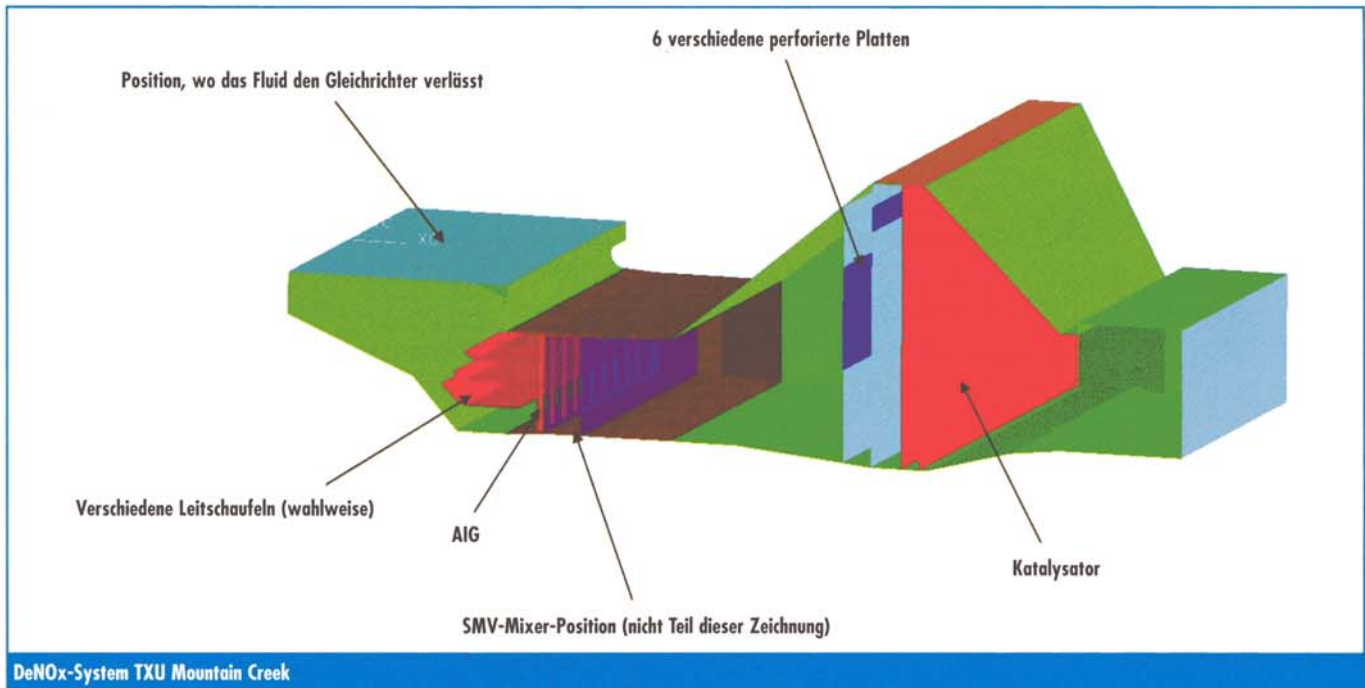 6 verschiedene perforierte Platten
Position, wo das Fluid den Gleichrichter verlässt
Verschiedene Leitschaufeln (wahlweise)
AIG
Katalysator
SMV-Mixer-Position (nicht Teil dieser Zeichnung)
DeNOx-System TXU Mountain Creek